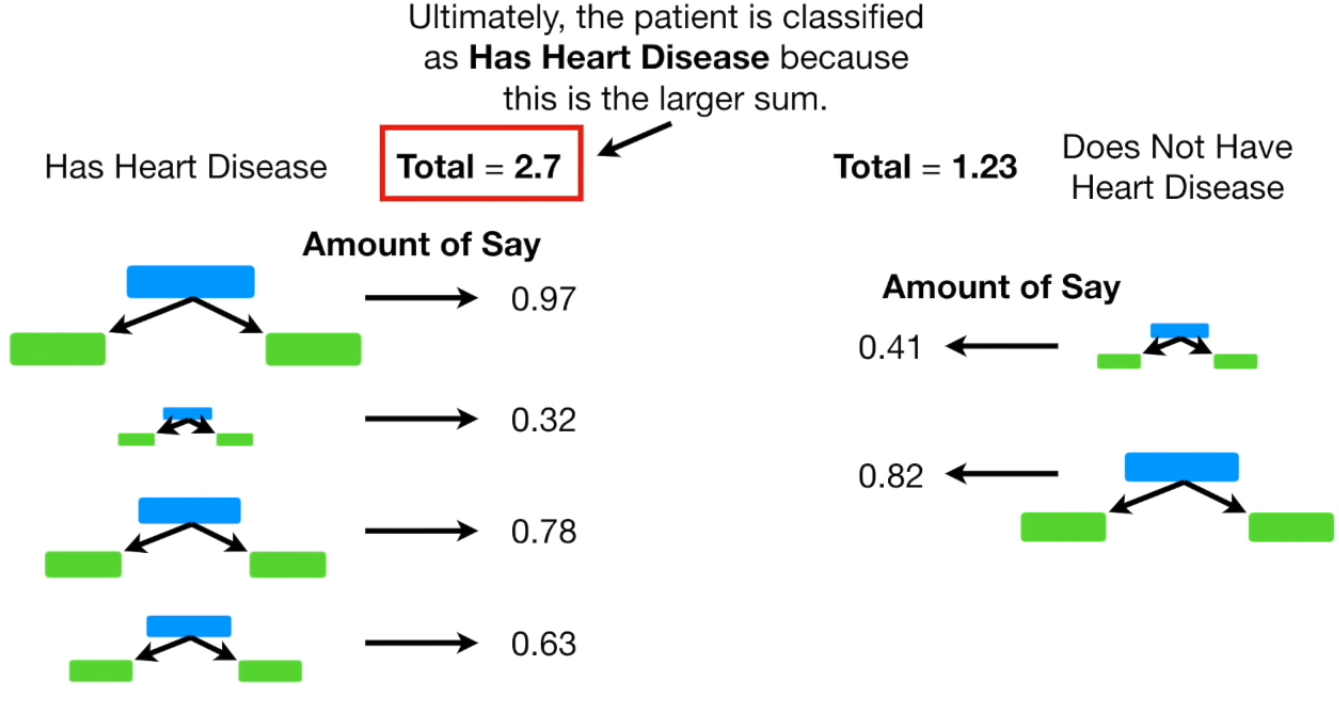 Ultimately, the patient is classified
as Has Heart Disease because
this is the larger sum.
Has Heart Disease
Total = 2.7
Total = 1.23
Does Not Have
Heart Disease
Amount of Say
0.97
0.32
0.78
0.63
Amount of Say
0.41
0.82